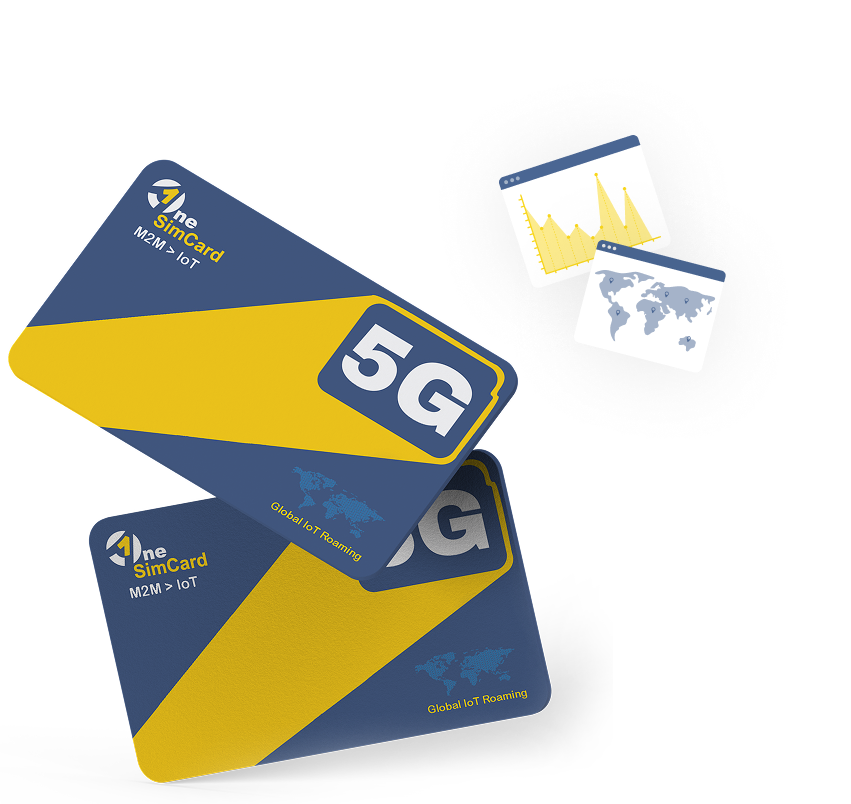 1ne
SimCard
M2M > IoT
5G
Global IoT Roaming
1ne
SimCard
M2M > IoT
5G
Global IoT Roaming